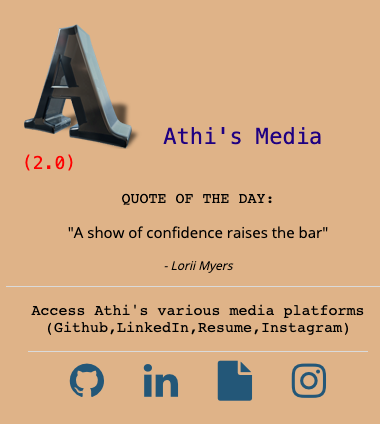 A
Athi's Media
(2.0)
QUOTE OF THE DAY:
"A show of confidence raises the bar"
- Lorii Myers
Access Athi's various media platforms
(Github,LinkedIn,Resume,Instagram)
in